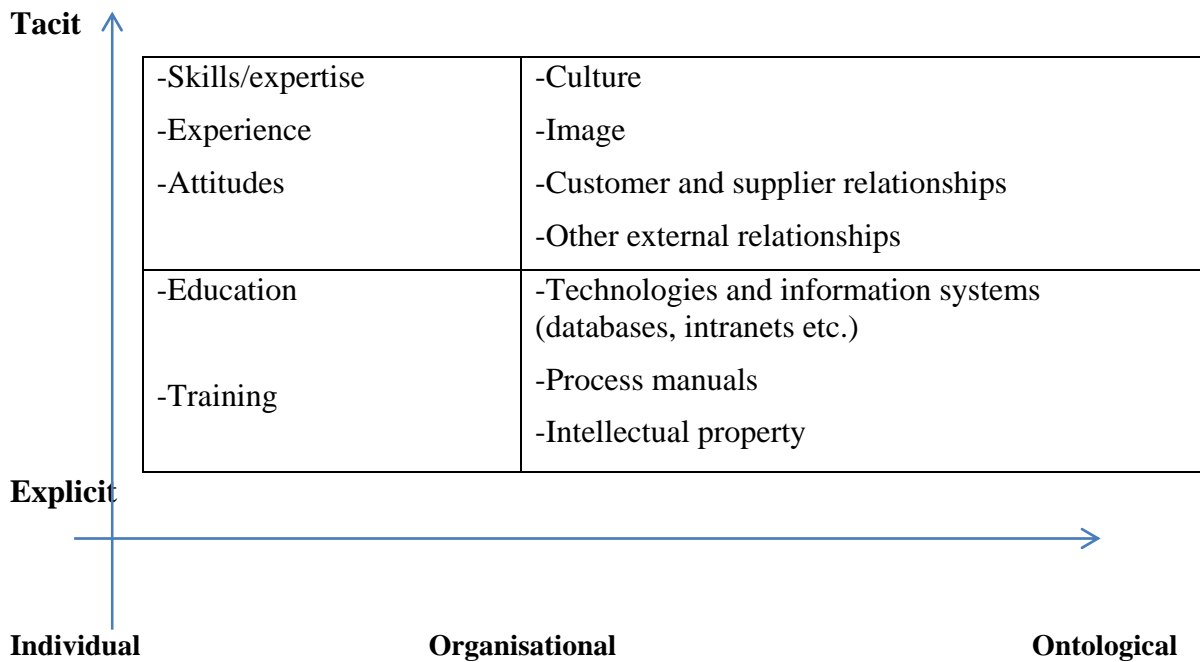 Tacit
-Skills/expertise
-Experience
-Attitudes
-Culture
-Image
-Customer and supplier relationships
-Other external relationships
-Education
-Training
-Technologies and information systems
(databases, intranets etc.)
-Process manuals
-Intellectual property
Explicit
Individual Organisational Ontological